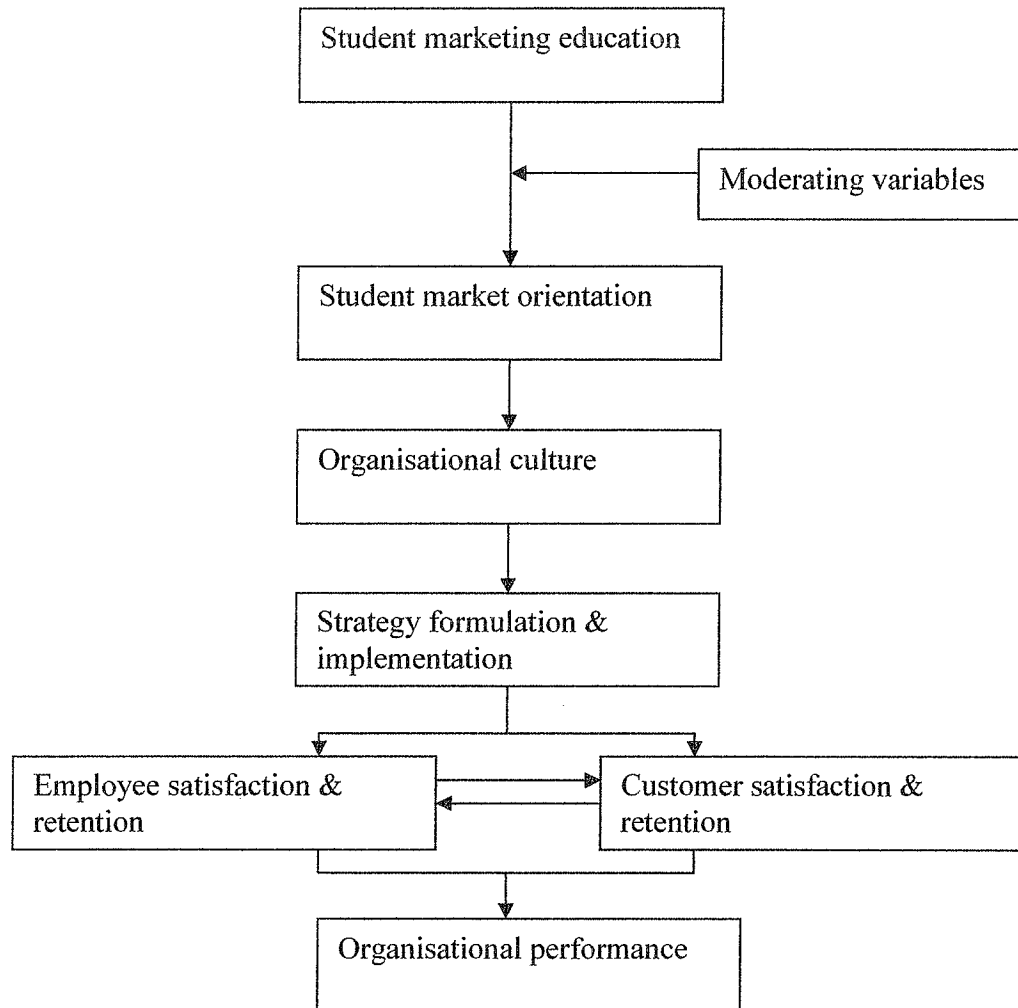 Student marketing education
Moderating variables
Student market orientation
Organisational culture
Strategy formulation &
implementation
Employee satisfaction &
retention
Customer satisfaction &
retention
Organisational performance